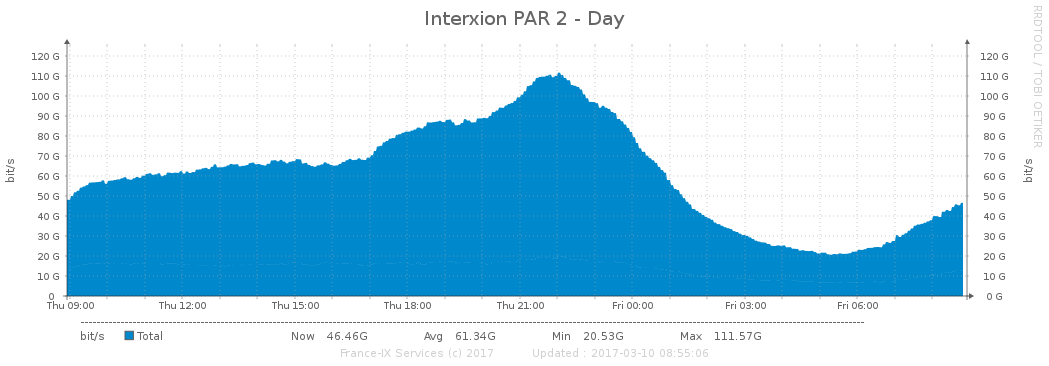 Interxion PAR 2 - Day
RRDTOOL / TOBI OETIKER
bit/s
bit/s
120 G 120 G
110 G 110 G
100 G 100 G
90 G 90 G
80 G 80 G
70 G 70 G
60 G 60 G
50 G 50 G
40 G 40 G
30 G 30 G
20 G 20 G
10 G 10 G
0 0 G
Thu 09:00 Thu 12:00 Thu 15:00 Thu 18:00 Thu 21:00 Fri 00:00 Fri 03:00 Fri 06:00
bit/s Total Now 46.46G Avg 61.34G Min 20.53G Max 111.57G
France-IX Services (c) 2017 Updated : 2017-03-10 08:55:06